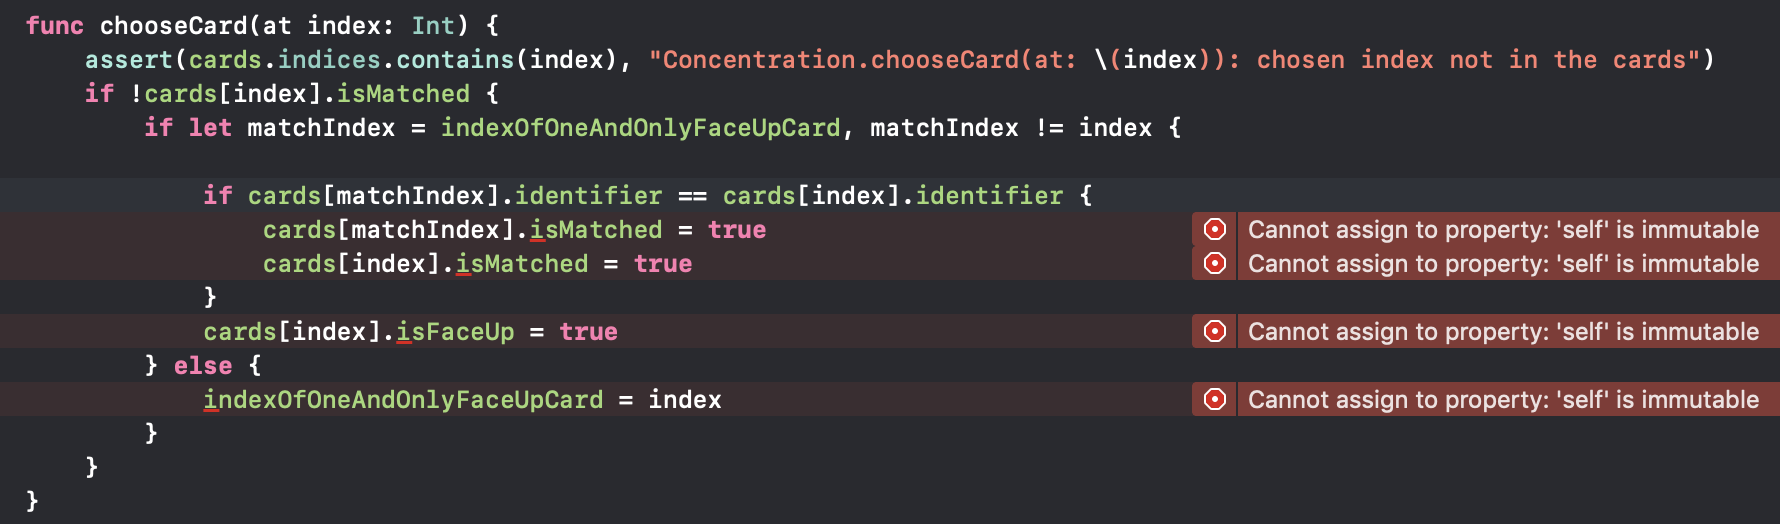 func chooseCard(at index: Int) {
assert(cards.indices.contains(index), "Concentration.chooseCard(at: \(index)): chosen index not in the cards")
if !cards[index].isMatched {
if let matchIndex = indexOfOneAndOnlyFaceUpCard, matchIndex != index {
if cards[matchIndex].identifier == cards[index].identifier {
cards[matchIndex].isMatched = true Cannot assign to property: 'self' is immutable
cards[index].isMatched = true Cannot assign to property: 'self' is immutable
}
cards[index].isFaceUp = true Cannot assign to property: 'self' is immutable
} else {
indexOfOneAndOnlyFaceUpCard = index Cannot assign to property: 'self' is immutable
}
}
}